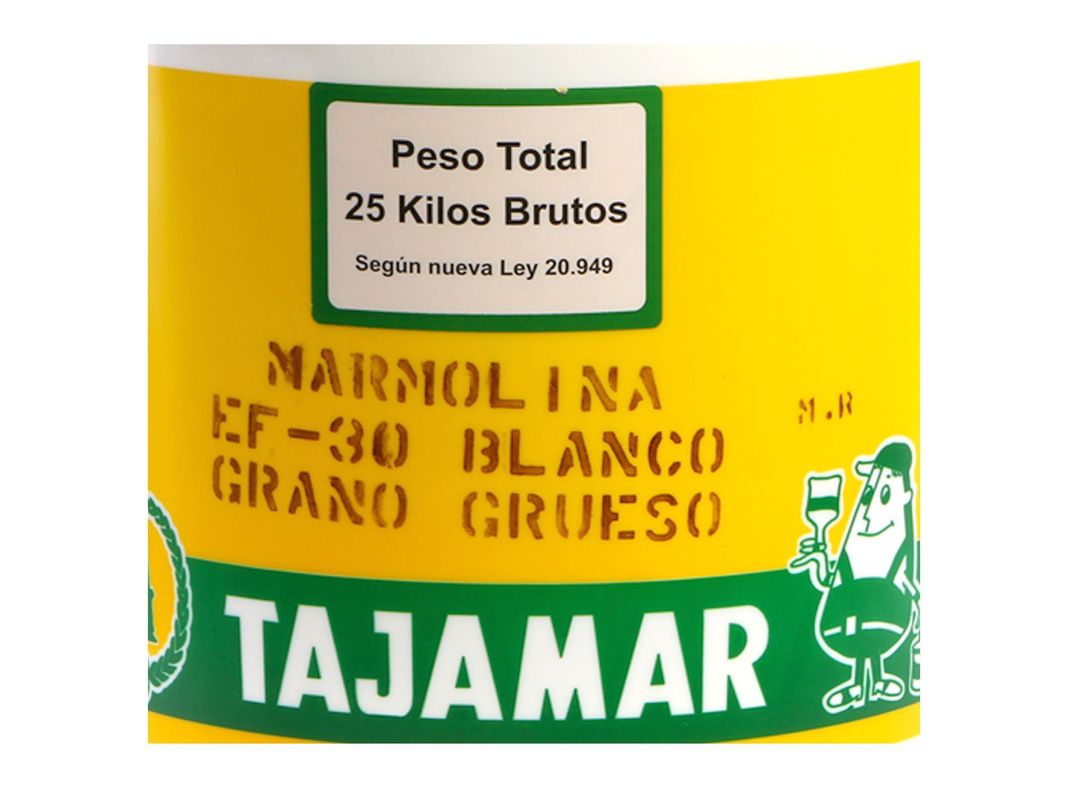 Peso Total
25 Kilos Brutos
Según nueva Ley 20.949
MARMOLINA
EF-30 BLANCO
M.R
GRANO GRUESO
TAJAMAR